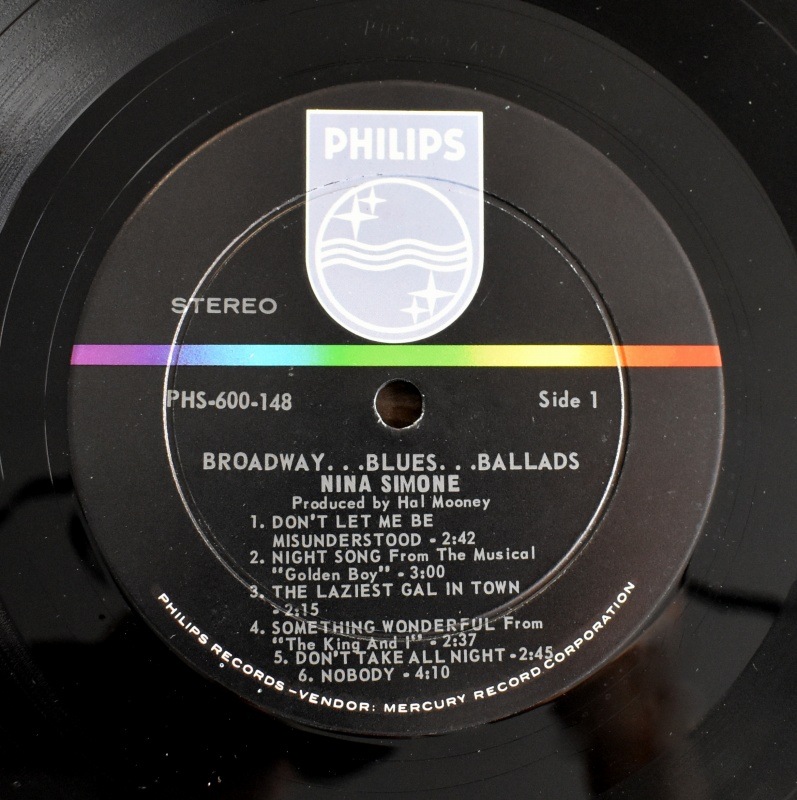 PHILIPS
STEREO
PHS-600-148
Side 1
BROADWAY. . .BLUES. . .BALLADS
NINA SIMONE
Produced by Hal Mooney
1. DON'T LET ME BE
MISUNDERSTOOD - 2:42
2. NIGHT SONG From The Musical
"Golden Boy" - 3:00
3. THE LAZIEST GAL IN TOWN
- 2:15
4. SOMETHING WONDERFUL From
"The King And I" - 2:37
5. DON'T TAKE ALL NIGHT - 2:45
6. NOBODY - 4:10
PHILIPS RECORDS - VENDOR: MERCURY RECORD CORPORATION